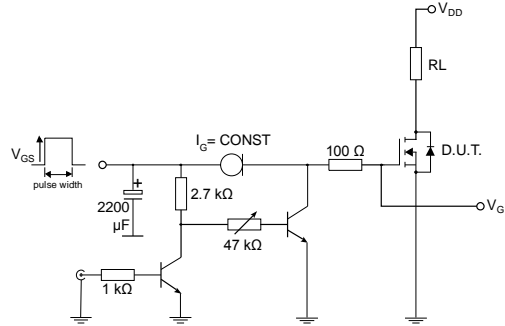 VDD
RL
IG= CONST
100 Ω
D.U.T.
VGS
pulse width
+
2200
μF
2.7 kΩ
VG
47 kΩ
1 kΩ